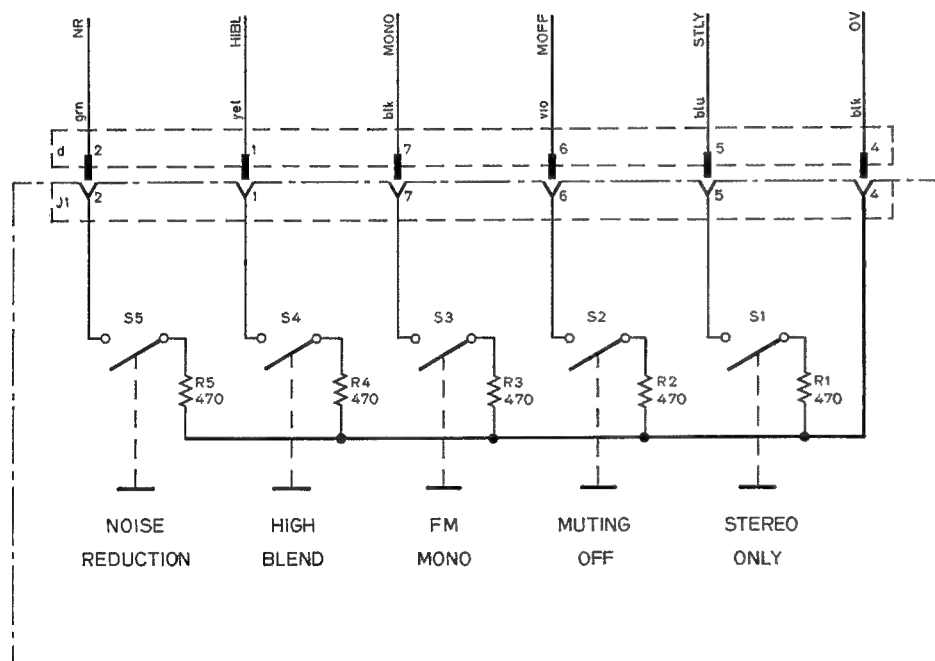 NR HIBL MONO MOFF STLY OV
grn yel blk vio blu blk
d 2 1 7 6 5 4
J1 2 1 7 6 5 4
S5 S4 S3 S2 S1
R5 R4 R3 R2 R1
470 470 470 470 470
NOISE HIGH FM MUTING STEREO
REDUCTION BLEND MONO OFF ONLY